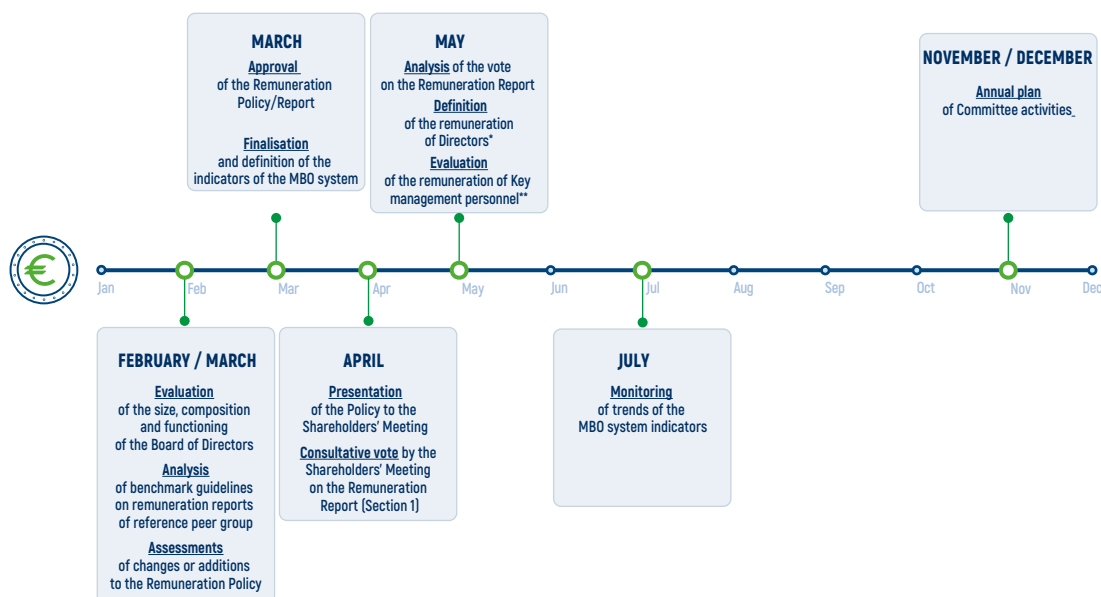 MARCH
Approval
of the Remuneration
Policy/Report
Finalisation
and definition of the
indicators of the MBO system
MAY
Analysis of the vote
on the Remuneration Report
Definition
of the remuneration
of Directors*
Evaluation
of the remuneration of Key
management personnel**
NOVEMBER / DECEMBER
Annual plan
of Committee activities
€
Jan
Feb
Mar
Apr
May
Jun
Jul
Aug
Sep
Oct
Nov
Dec
FEBRUARY / MARCH
Evaluation
of the size, composition
and functioning
of the Board of Directors
Analysis
of benchmark guidelines
on remuneration reports
of reference peer group
Assessments
of changes or additions
to the Remuneration Policy
APRIL
Presentation
of the Policy to the
Shareholders' Meeting
Consultative vote by the
Shareholders' Meeting
on the Remuneration
Report (Section 1)
JULY
Monitoring
of trends of the
MBO system indicators